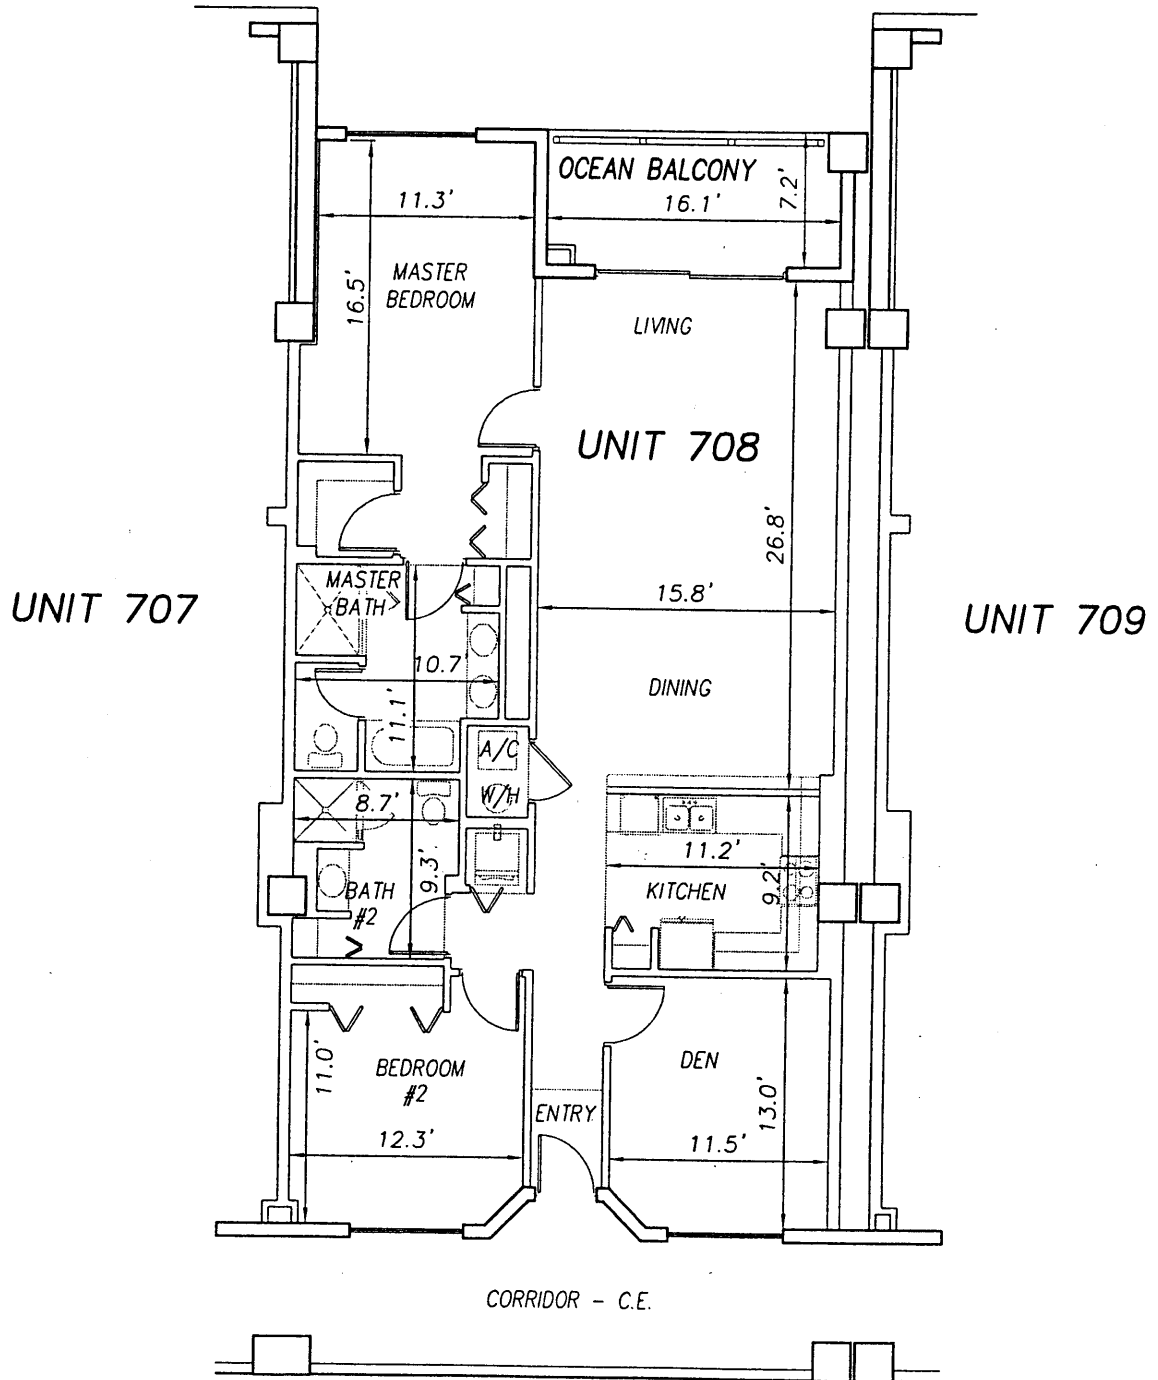 OCEAN BALCONY
7.2'
11.3'
16.1'
MASTER
BEDROOM
16.5'
LIVING
UNIT 708
26.8'
MASTER
BATH
15.8'
UNIT 707
UNIT 709
10.7'
11.1'
DINING
A/C
W/H
8.7'
9.3'
11.2'
9.2'
BATH
#2
KITCHEN
BEDROOM
#2
11.0'
DEN
ENTRY
13.0'
12.3'
11.5'
CORRIDOR - C.E.